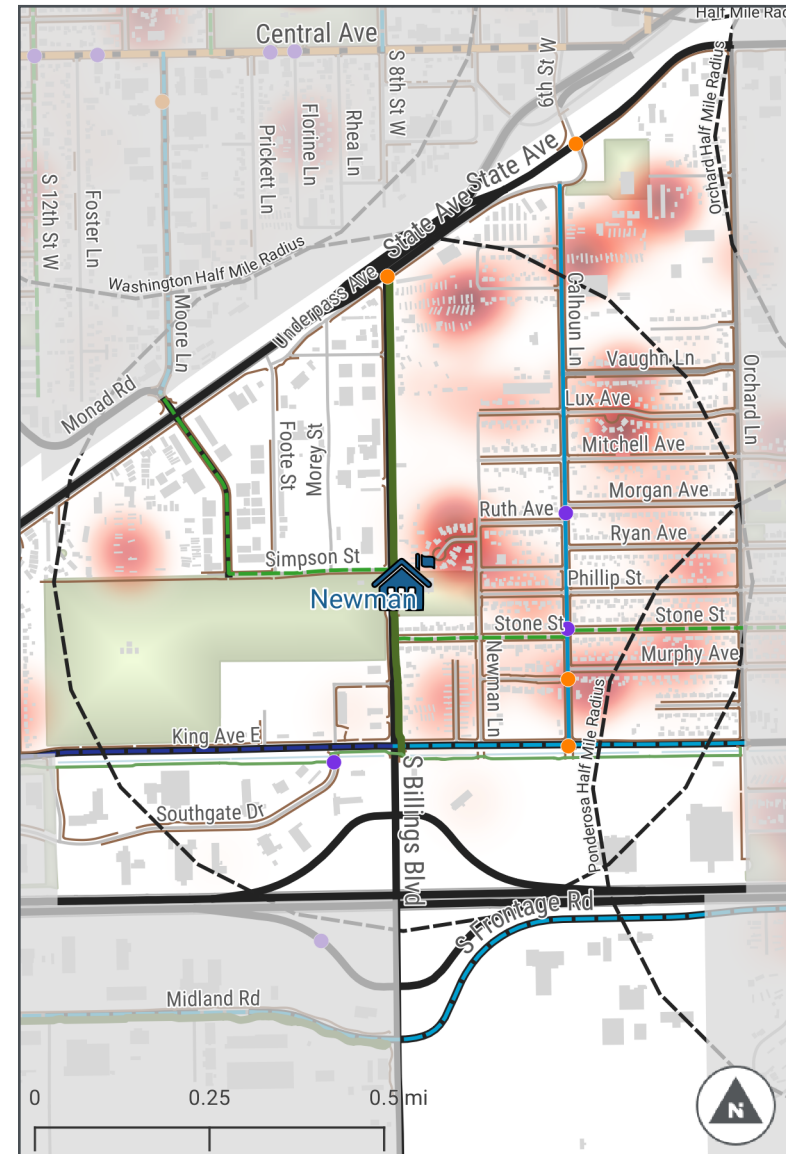 Half Mile Rad
Central Ave
S 8th St W
6th St W
Orchard Half Mile Radius
S 12th St W
Foster Ln
Prickett Ln
Florine Ln
Rhea Ln
State Ave
State Ave
Washington Half Mile Radius
Underpass Ave
Moore Ln
Calhoun Ln
Monad Rd
Vaughn Ln
Orchard Ln
Lux Ave
Foote St
Norey St
Mitchell Ave
Morgan Ave
Ruth Ave
Ryan Ave
Simpson St
Phillip St
Newman
Stone St
Stone St
Newman Ln
Murphy Ave
King Ave E
Ponderosa Half Mile Radius
S Billings Blvd
Southgate Dr
S Frontage Rd
Midland Rd
0
0.25
0.5 mi
N